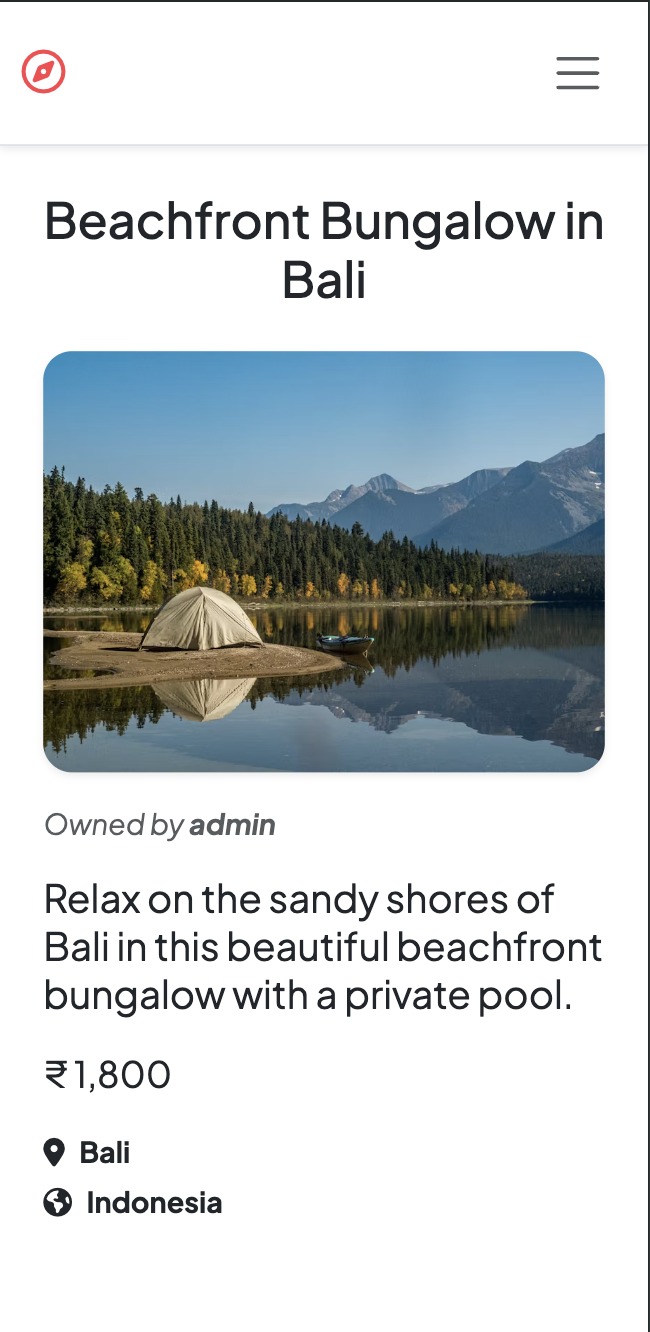 Beachfront Bungalow in
Bali
Owned by admin
Relax on the sandy shores of
Bali in this beautiful beachfront
bungalow with a private pool.
₹ 1,800
Bali
Indonesia